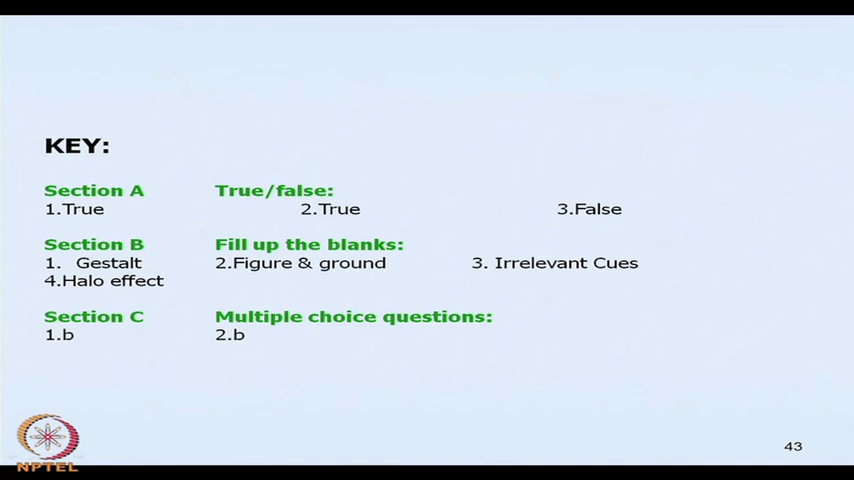 KEY:
Section A True/false:
1.True 2.True 3.False
Section B Fill up the blanks:
1. Gestalt 2.Figure & ground 3. Irrelevant Cues
4.Halo effect
Section C Multiple choice questions:
1.b 2.b
43
NPTEL